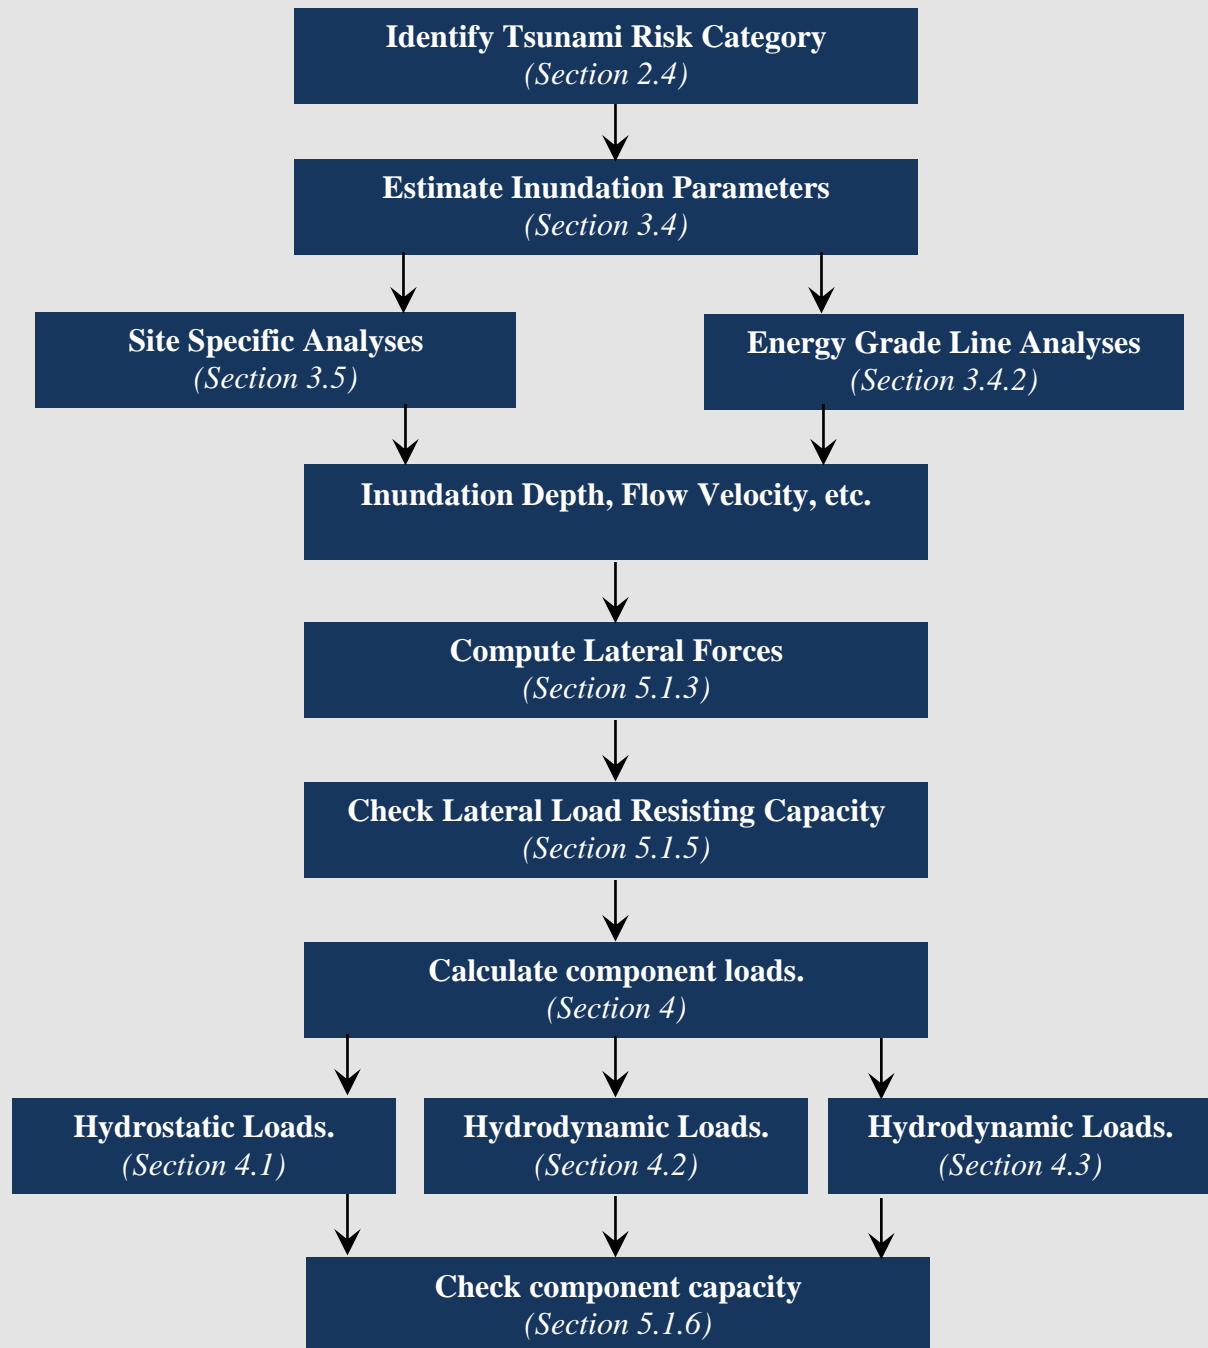 Identify Tsunami Risk Category
(Section 2.4)
Estimate Inundation Parameters
(Section 3.4)
Site Specific Analyses
(Section 3.5)
Energy Grade Line Analyses
(Section 3.4.2)
Inundation Depth, Flow Velocity, etc.
Compute Lateral Forces
(Section 5.1.3)
Check Lateral Load Resisting Capacity
(Section 5.1.5)
Calculate component loads.
(Section 4)
Hydrostatic Loads.
(Section 4.1)
Hydrodynamic Loads.
(Section 4.2)
Hydrodynamic Loads.
(Section 4.3)
Check component capacity
(Section 5.1.6)